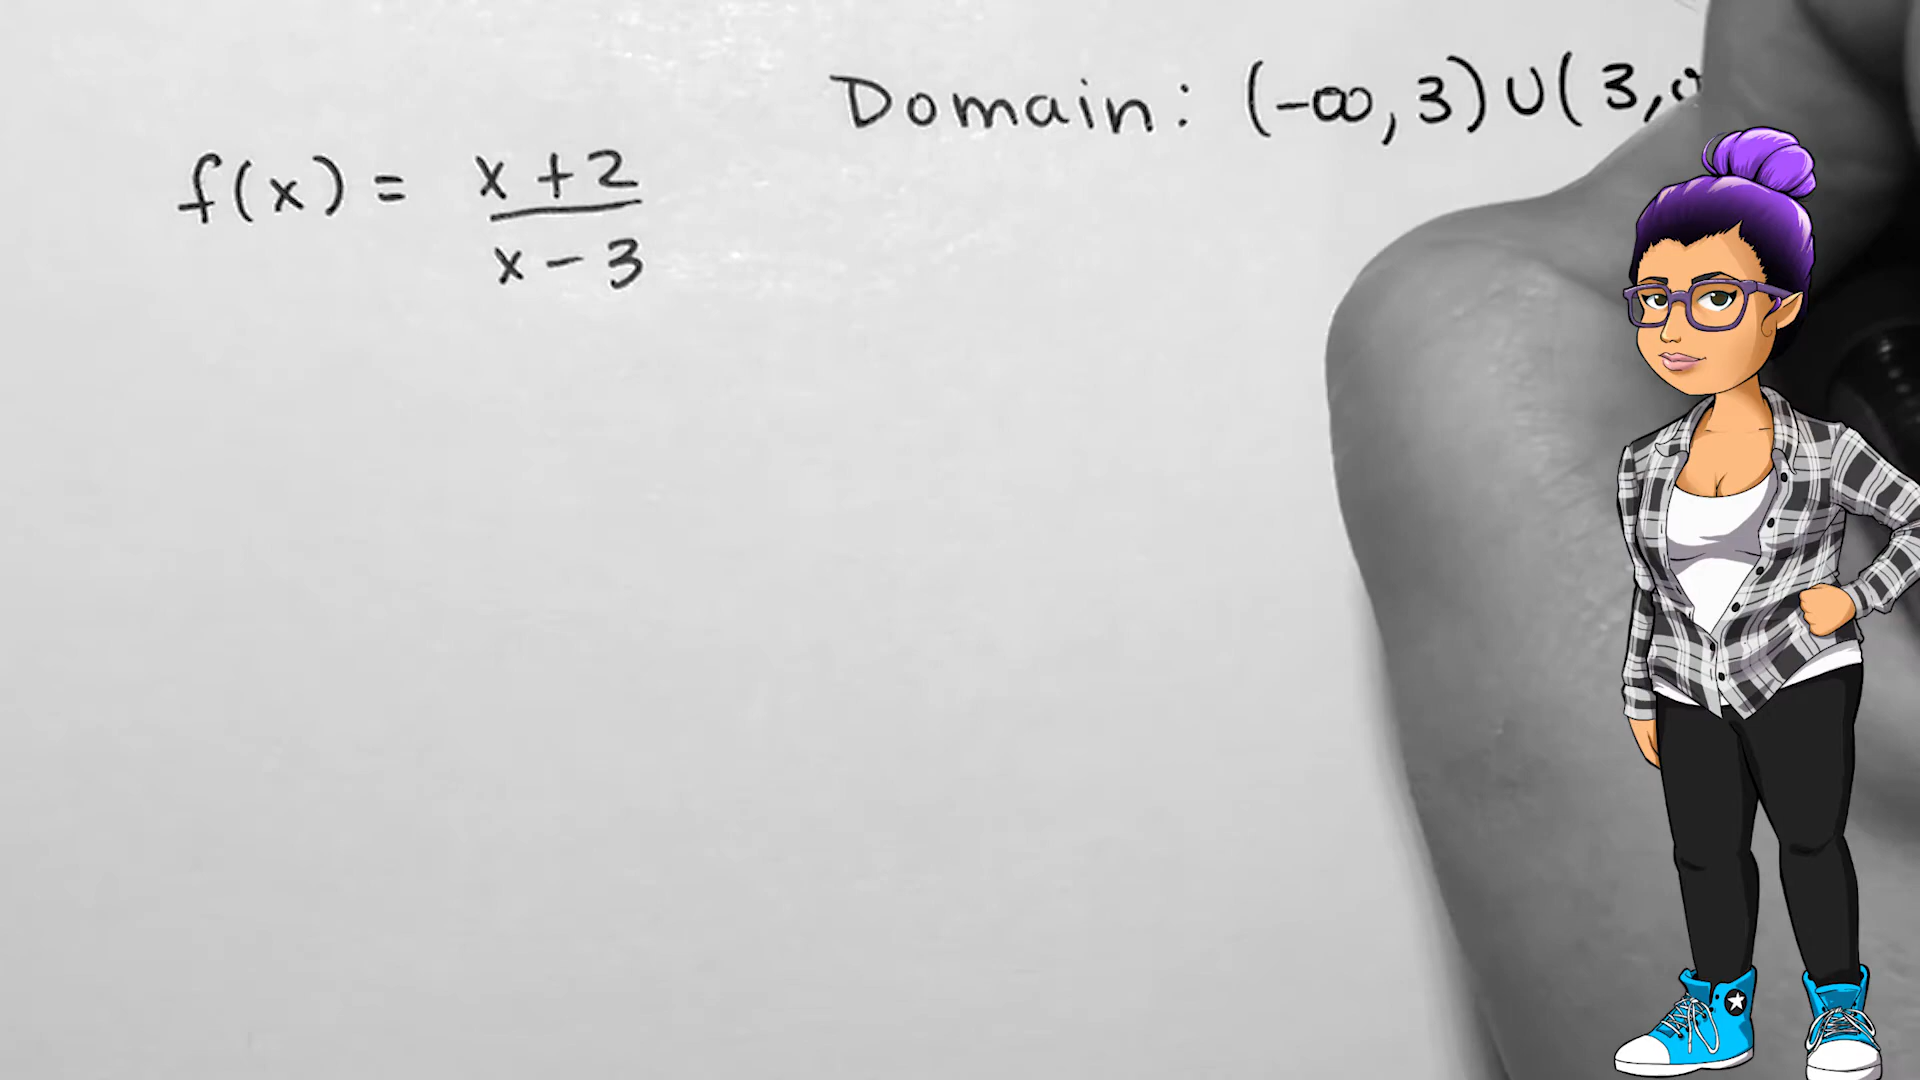 Domain: (-∞, 3) ∪ ( 3,
f(x) = x + 2
x - 3